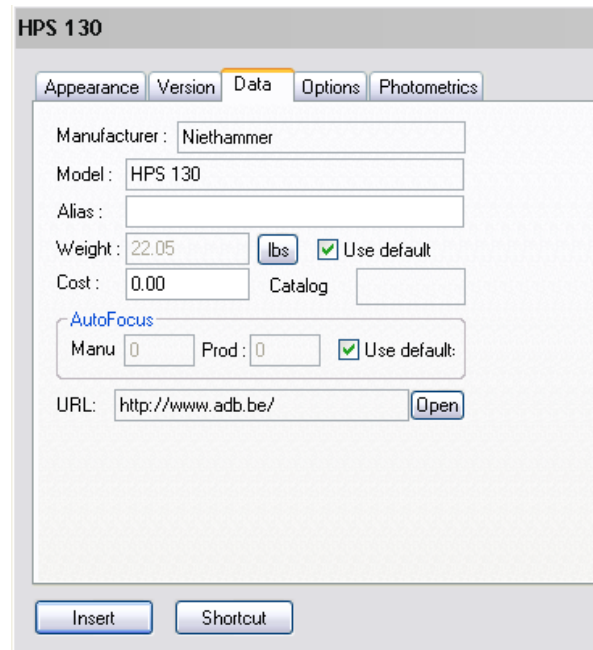 HPS 130
Appearance Version Data Options Photometrics
Manufacturer : Niethammer
Model : HPS 130
Alias :
Weight : 22.05 lbs Use default
Cost : 0.00 Catalog
AutoFocus
Manu 0 Prod : 0 Use default:
URL: http://www.adb.be/ Open
Insert Shortcut